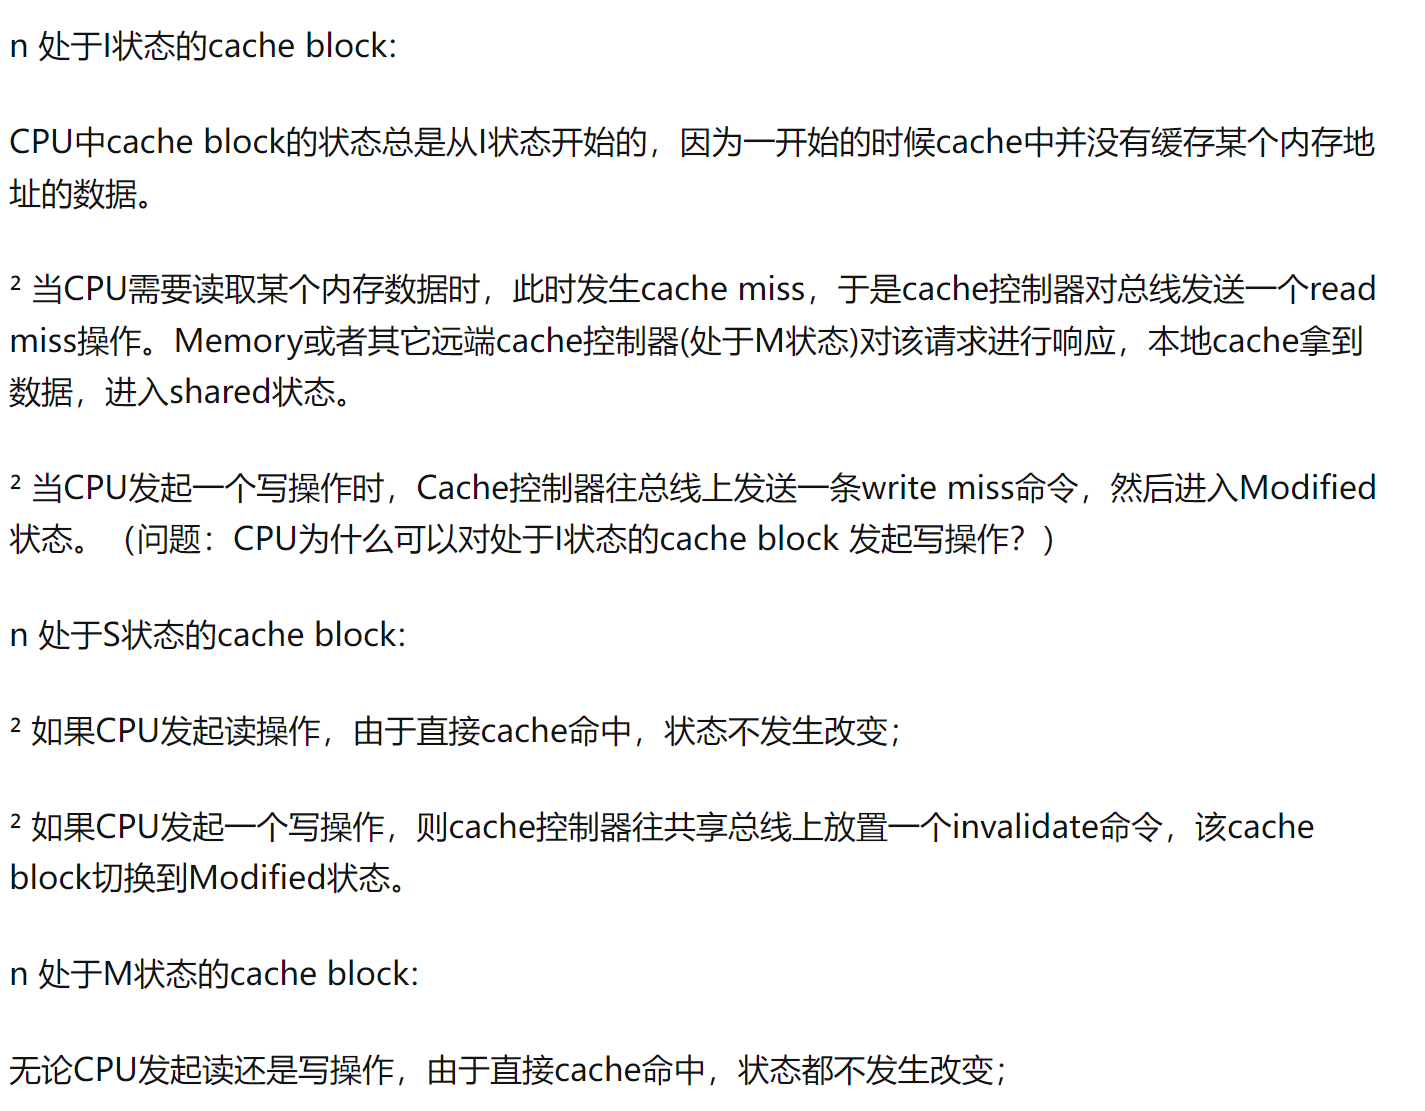 n 处于I状态的cache block:
CPU中cache block的状态总是从I状态开始的，因为一开始的时候cache中并没有缓存某个内存地
址的数据。
² 当CPU需要读取某个内存数据时，此时发生cache miss，于是cache控制器对总线发送一个read
miss操作。Memory或者其它远端cache控制器(处于M状态)对该请求进行响应，本地cache拿到
数据，进入shared状态。
² 当CPU发起一个写操作时，Cache控制器往总线上发送一条write miss命令，然后进入Modified
状态。（问题：CPU为什么可以对处于I状态的cache block 发起写操作？）
n 处于S状态的cache block:
² 如果CPU发起读操作，由于直接cache命中，状态不发生改变；
² 如果CPU发起一个写操作，则cache控制器往共享总线上放置一个invalidate命令，该cache
block切换到Modified状态。
n 处于M状态的cache block:
无论CPU发起读还是写操作，由于直接cache命中，状态都不发生改变；